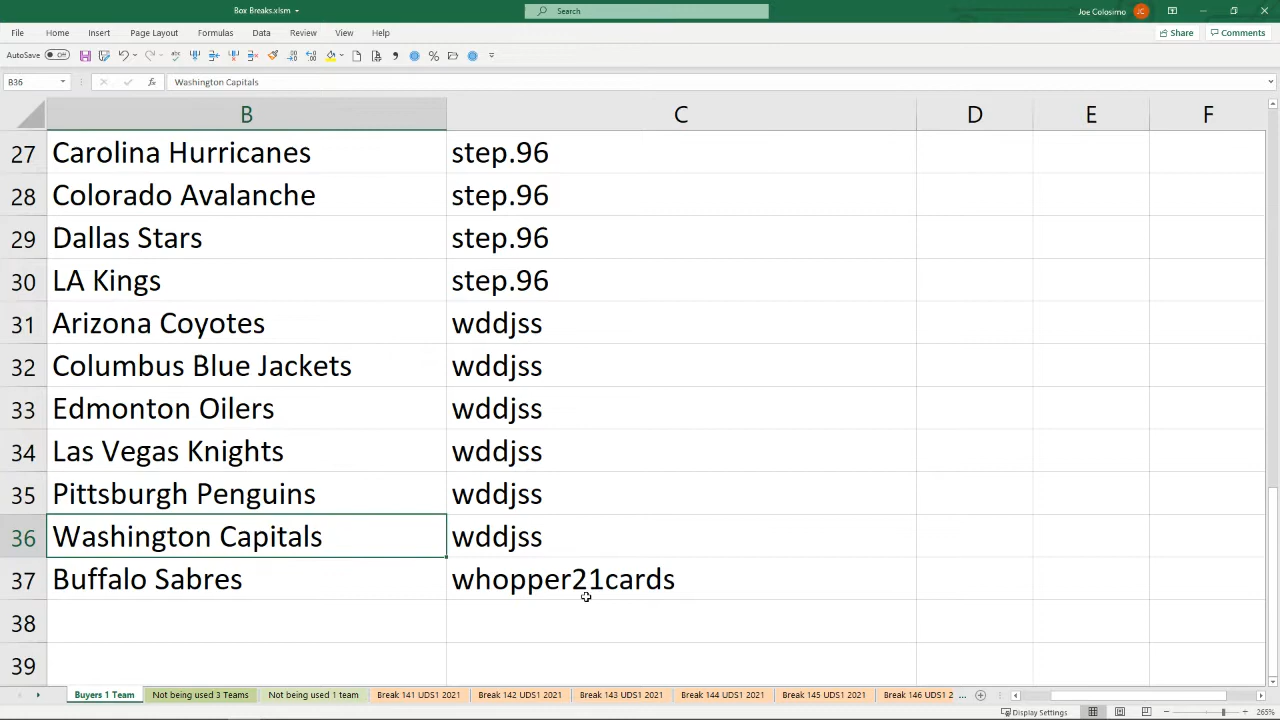 Box Breaks.xlsm
Search
Joe Colosimo
JC
File Home Insert Page Layout Formulas Data Review View Help
Share Comments
AutoSave Off
B36 fx Washington Capitals
B C D E F
27 Carolina Hurricanes step.96
28 Colorado Avalanche step.96
29 Dallas Stars step.96
30 LA Kings step.96
31 Arizona Coyotes wddjss
32 Columbus Blue Jackets wddjss
33 Edmonton Oilers wddjss
34 Las Vegas Knights wddjss
35 Pittsburgh Penguins wddjss
36 Washington Capitals wddjss
37 Buffalo Sabres whopper21cards
38
39
Buyers 1 Team Not being used 3 Teams Not being used 1 team Break 141 UDS1 2021 Break 142 UDS1 2021 Break 143 UDS1 2021 Break 144 UDS1 2021 Break 145 UDS1 2021 Break 146 UDS1 2 ...
Display Settings 265%